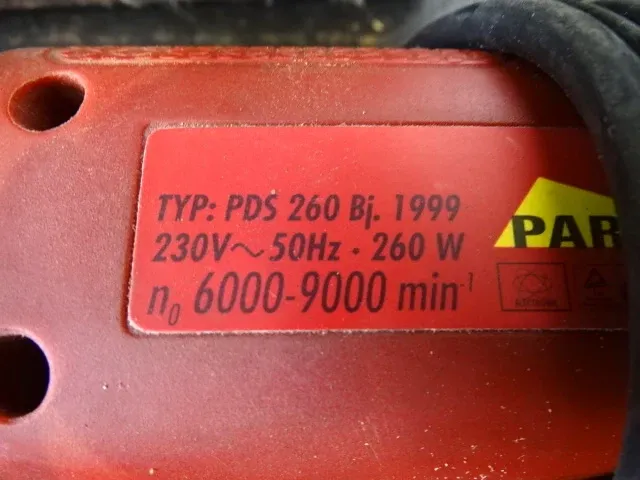 TYP: PDS 260 Bj. 1999
230V~ 50Hz · 260 W
n₀ 6000-9000 min⁻¹
PAR